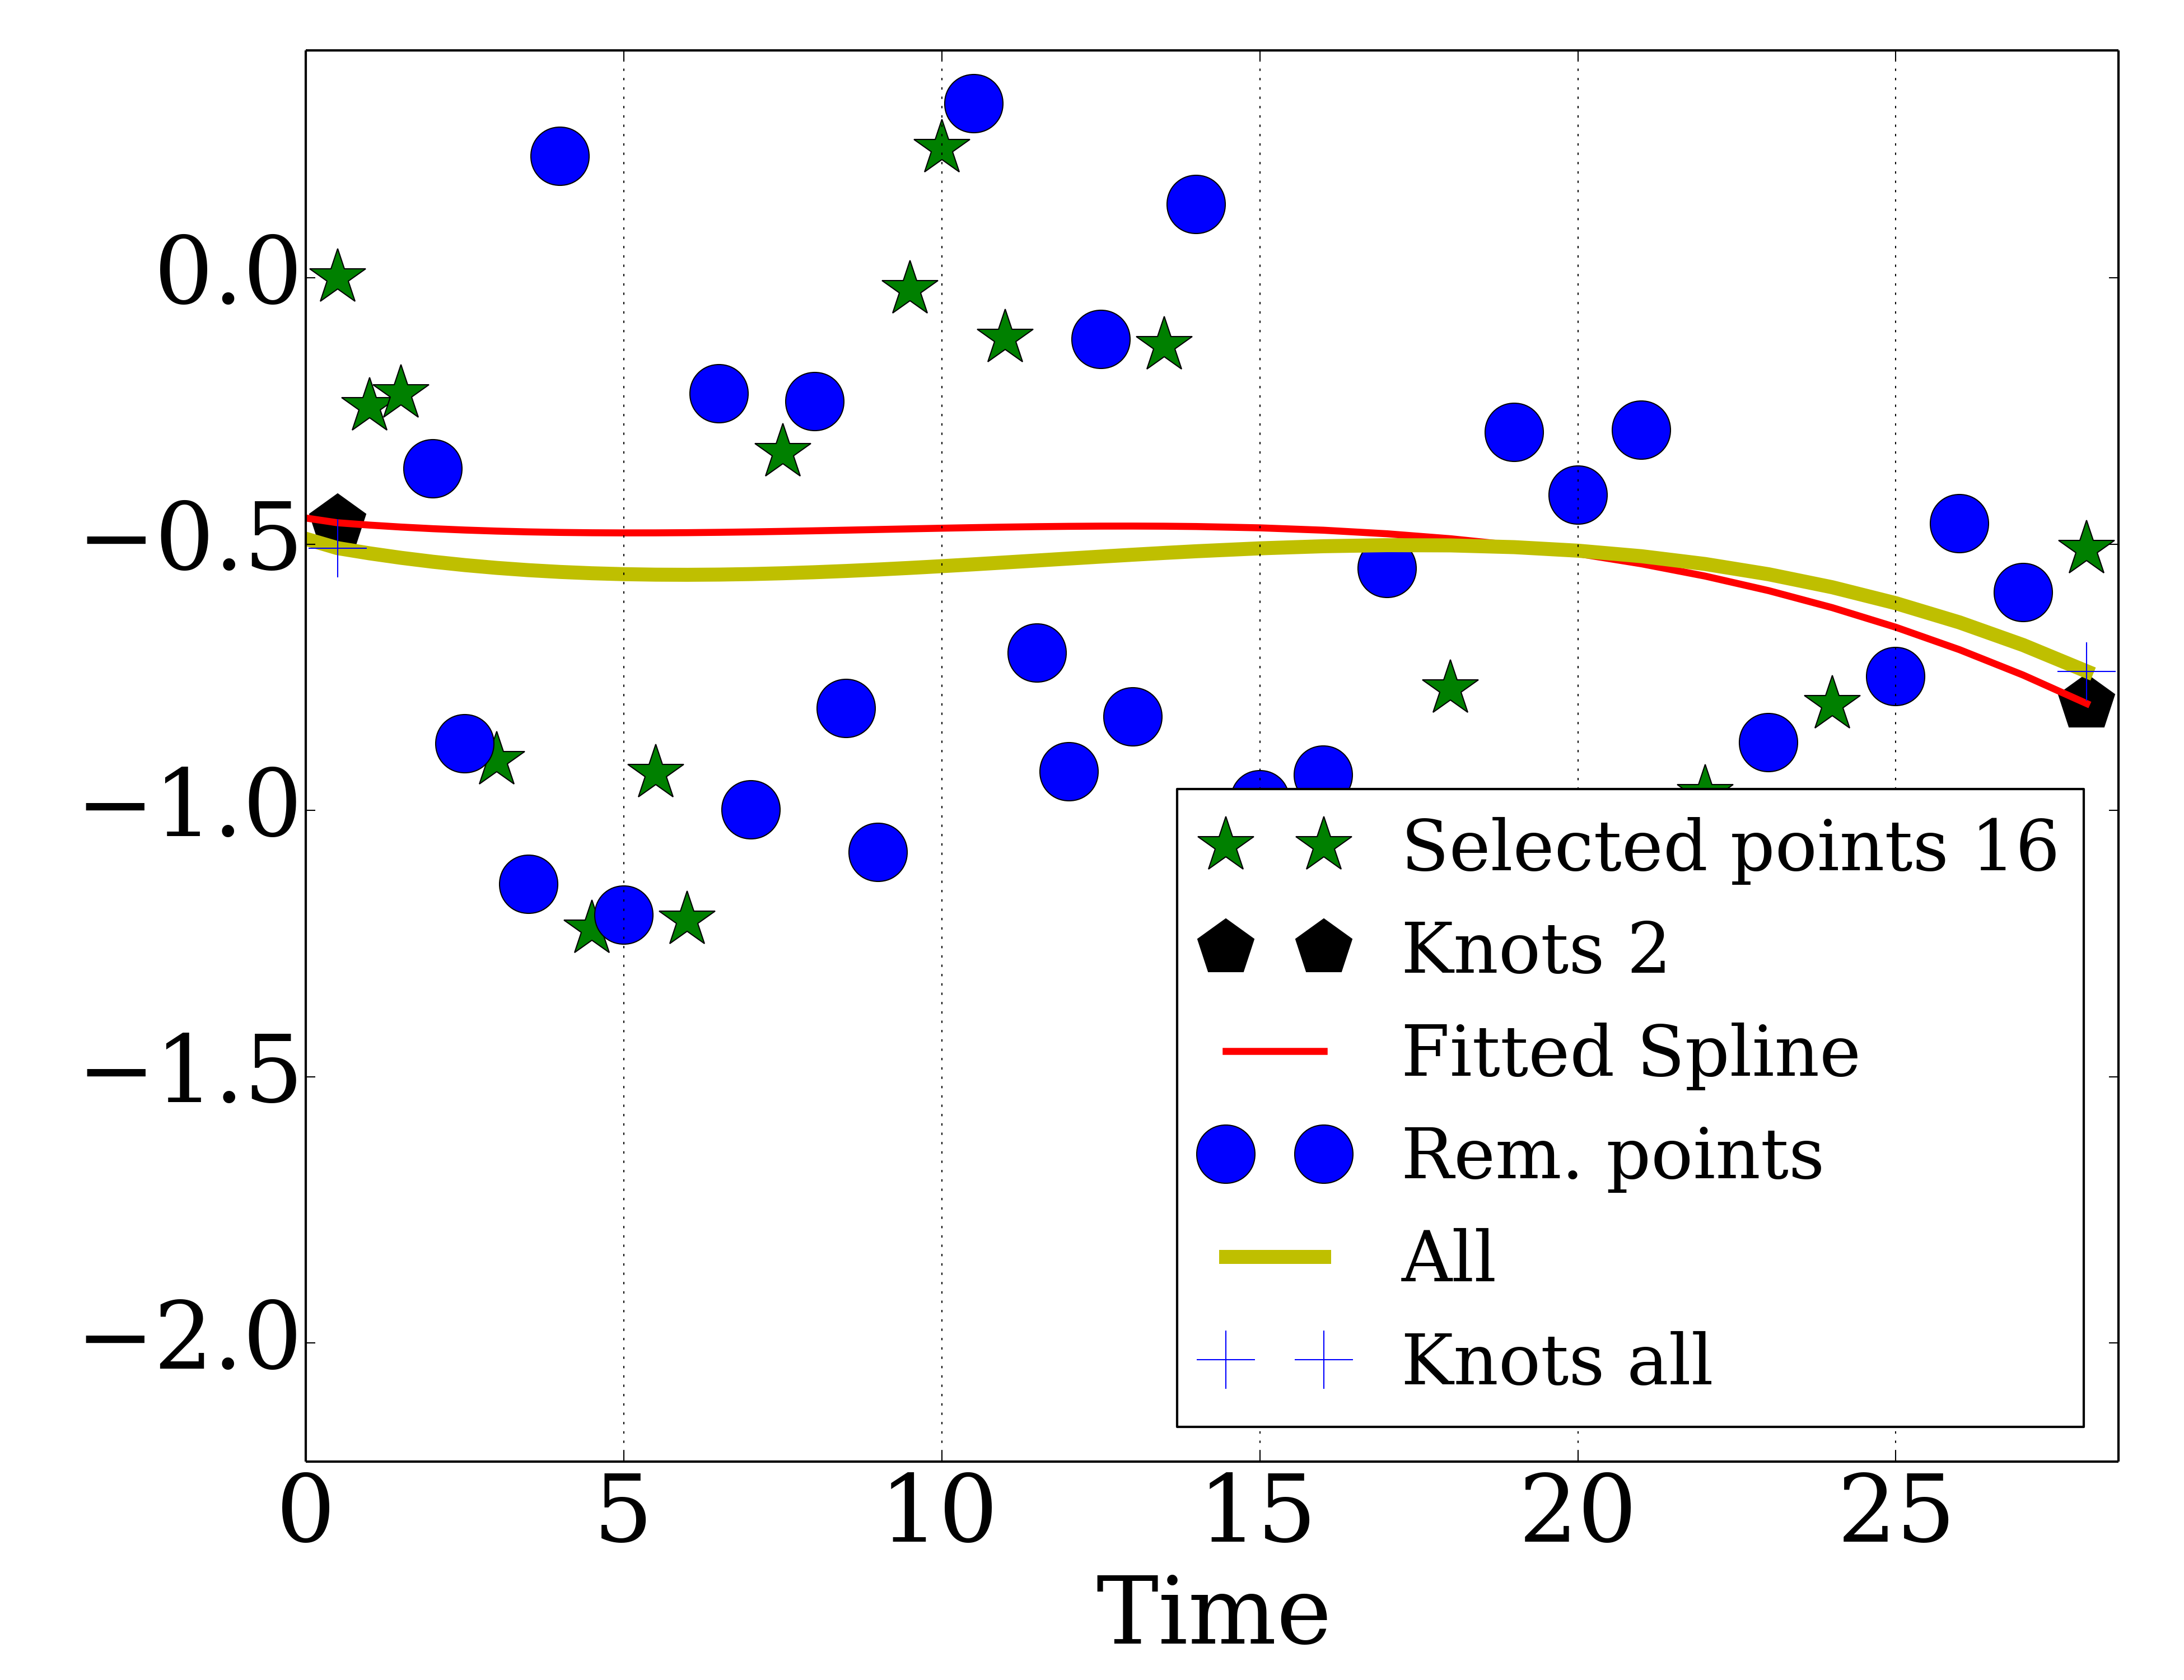 0.0
−0.5
−1.0
−1.5
−2.0
0 5 10 15 20 25
Time
Selected points 16
Knots 2
Fitted Spline
Rem. points
All
Knots all